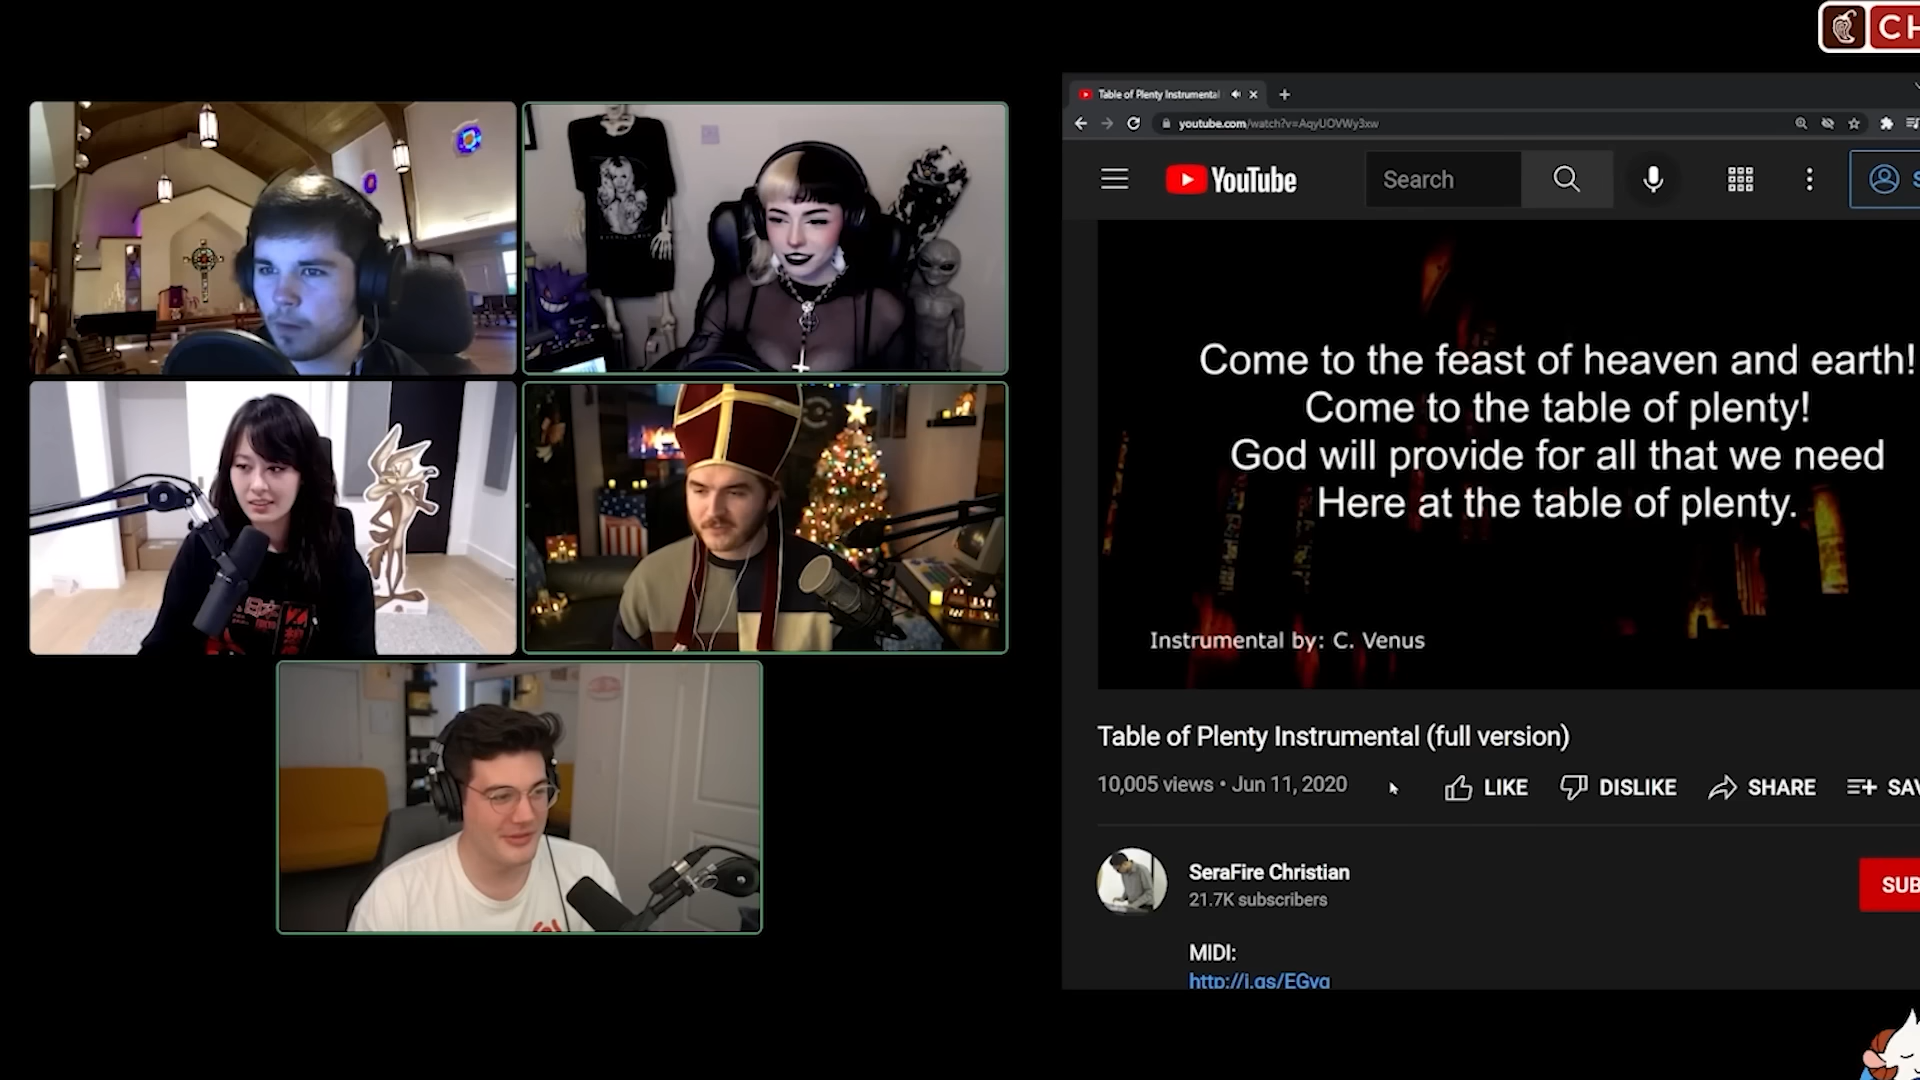 CH
Table of Plenty Instrumental
youtube.com/watch?v=AqyUOVWy3xw
YouTube
Search
S
Come to the feast of heaven and earth!
Come to the table of plenty!
God will provide for all that we need
Here at the table of plenty.
Instrumental by: C. Venus
Table of Plenty Instrumental (full version)
10,005 views • Jun 11, 2020
LIKE
DISLIKE
SHARE
SAV
SeraFire Christian
21.7K subscribers
SUB
MIDI:
http://j.gs/EGvq